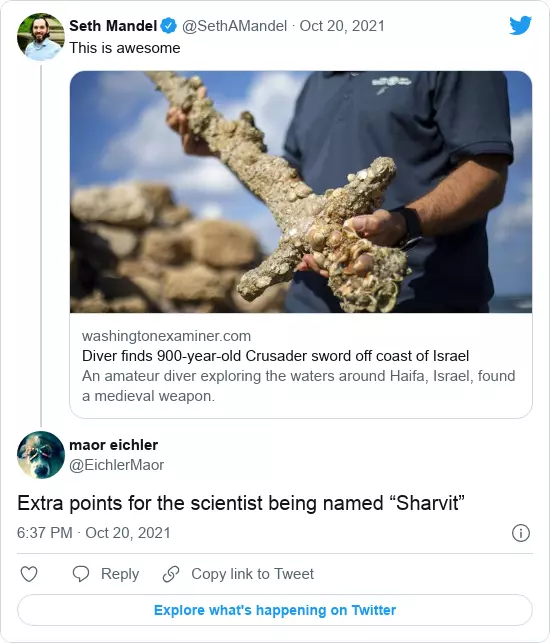 Seth Mandel @SethAMandel · Oct 20, 2021
This is awesome
washingtonexaminer.com
Diver finds 900-year-old Crusader sword off coast of Israel
An amateur diver exploring the waters around Haifa, Israel, found
a medieval weapon.
maor eichler
@EichlerMaor
Extra points for the scientist being named “Sharvit”
6:37 PM · Oct 20, 2021
Reply
Copy link to Tweet
Explore what's happening on Twitter